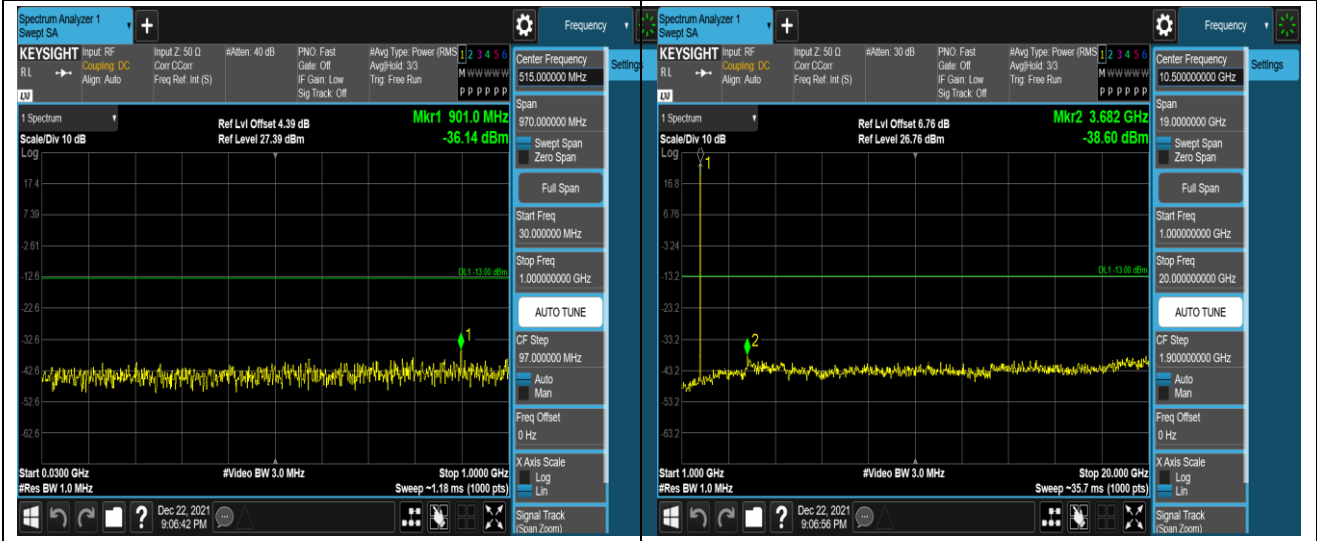 Spectrum Analyzer 1
Swept SA
Frequency
KEYSIGHT
RL
LXI
Input: RF
Coupling: DC
Align: Auto
Input Z: 50 Ω
Corr CCorr
Freq Ref: Int (S)
#Atten: 40 dB
PNO: Fast
Gate: Off
IF Gain: Low
Sig Track: Off
#Avg Type: Power (RMS
Avg|Hold: 3/3
Trig: Free Run
1 2 3 4 5 6
M W W W W W
P P P P P P
Center Frequency
515.000000 MHz
Settings
Span
970.000000 MHz
Swept Span
Zero Span
Full Span
Start Freq
30.000000 MHz
Stop Freq
1.000000000 GHz
AUTO TUNE
CF Step
97.000000 MHz
Auto
Man
Freq Offset
0 Hz
X Axis Scale
Log
Lin
Signal Track
(Span Zoom)
1 Spectrum
Scale/Div 10 dB
Log
Ref Lvl Offset 4.39 dB
Ref Level 27.39 dBm
Mkr1 901.0 MHz
-36.14 dBm
17.4
7.39
-2.61
-12.6
-22.6
-32.6
-42.6
-52.6
-62.6
DL1 -13.00 dBm
1
Start 0.0300 GHz
#Res BW 1.0 MHz
#Video BW 3.0 MHz
Stop 1.0000 GHz
Sweep ~1.18 ms (1000 pts)
?
Dec 22, 2021
9:06:42 PM
Spectrum Analyzer 1
Swept SA
Frequency
KEYSIGHT
RL
LXI
Input: RF
Coupling: DC
Align: Auto
Input Z: 50 Ω
Corr CCorr
Freq Ref: Int (S)
#Atten: 30 dB
PNO: Fast
Gate: Off
IF Gain: Low
Sig Track: Off
#Avg Type: Power (RMS
Avg|Hold: 3/3
Trig: Free Run
1 2 3 4 5 6
M W W W W W
P P P P P P
Center Frequency
10.500000000 GHz
Settings
Span
19.0000000 GHz
Swept Span
Zero Span
Full Span
Start Freq
1.000000000 GHz
Stop Freq
20.000000000 GHz
AUTO TUNE
CF Step
1.900000000 GHz
Auto
Man
Freq Offset
0 Hz
X Axis Scale
Log
Lin
Signal Track
(Span Zoom)
1 Spectrum
Scale/Div 10 dB
Log
Ref Lvl Offset 6.76 dB
Ref Level 26.76 dBm
Mkr2 3.682 GHz
-38.60 dBm
1
16.8
6.76
-3.24
-13.2
-23.2
-33.2
-43.2
-53.2
-63.2
DL1 -13.00 dBm
2
Start 1.000 GHz
#Res BW 1.0 MHz
#Video BW 3.0 MHz
Stop 20.000 GHz
Sweep ~35.7 ms (1000 pts)
?
Dec 22, 2021
9:06:56 PM